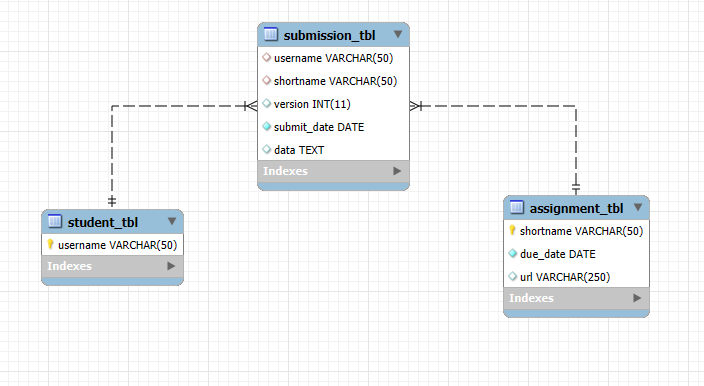 submission_tbl
username VARCHAR(50)
shortname VARCHAR(50)
version INT(11)
submit_date DATE
data TEXT
Indexes
student_tbl
username VARCHAR(50)
Indexes
assignment_tbl
shortname VARCHAR(50)
due_date DATE
url VARCHAR(250)
Indexes